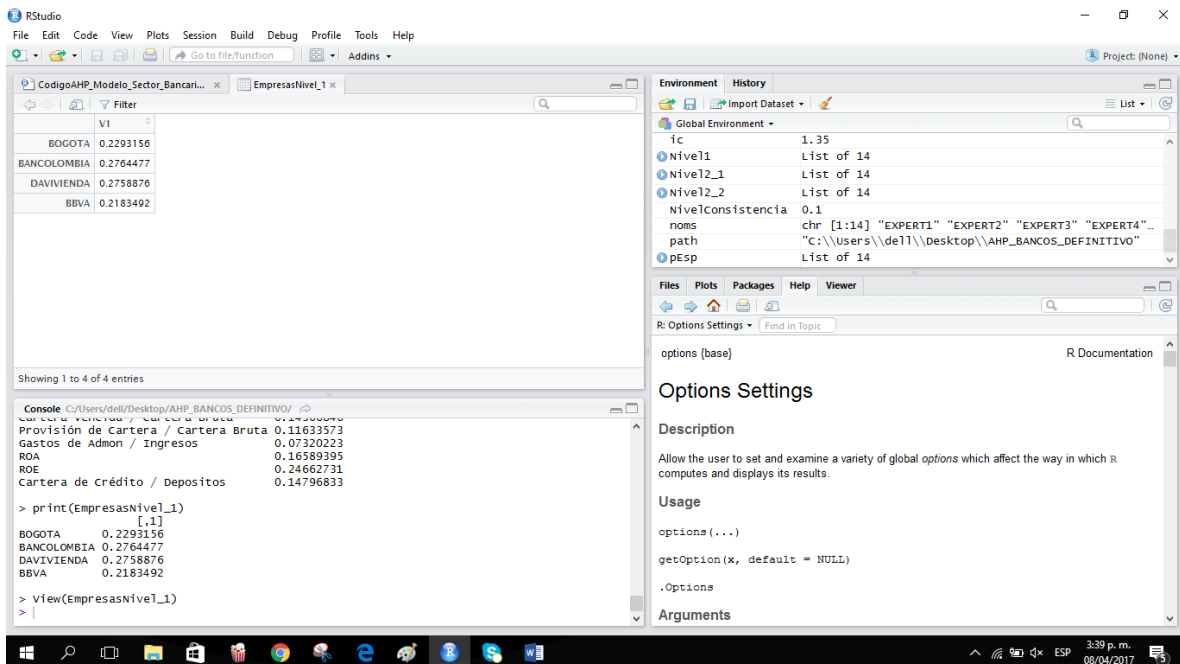 RStudio
File Edit Code View Plots Session Build Debug Profile Tools Help
Go to file/function Addins Project: (None)
CodigoAHP_Modelo_Sector_Bancari... EmpresasNivel_1
Filter
V1
BOGOTA 0.2293156
BANCOLOMBIA 0.2764477
DAVIVIENDA 0.2758876
BBVA 0.2183492
Showing 1 to 4 of 4 entries
Console C:/Users/dell/Desktop/AHP_BANCOS_DEFINITIVO/
Provisión de Cartera / Cartera Bruta 0.11633573
Gastos de Admon / Ingresos 0.07320223
ROA 0.16589395
ROE 0.24662731
Cartera de Crédito / Depositos 0.14796833
> print(EmpresasNivel_1)
[,1]
BOGOTA 0.2293156
BANCOLOMBIA 0.2764477
DAVIVIENDA 0.2758876
BBVA 0.2183492
> View(EmpresasNivel_1)
>
Environment History
Import Dataset List
Global Environment
ic 1.35
Nivel1 List of 14
Nivel2_1 List of 14
Nivel2_2 List of 14
NivelConsistencia 0.1
noms chr [1:14] "EXPERT1" "EXPERT2" "EXPERT3" "EXPERT4"…
path "C:\\Users\\dell\\Desktop\\AHP_BANCOS_DEFINITIVO"
pEsp List of 14
Files Plots Packages Help Viewer
R: Options Settings Find in Topic
options {base} R Documentation
Options Settings
Description
Allow the user to set and examine a variety of global options which affect the way in which R
computes and displays its results.
Usage
options(...)
getOption(x, default = NULL)
.Options
Arguments
ESP
3:39 p. m.
08/04/2017